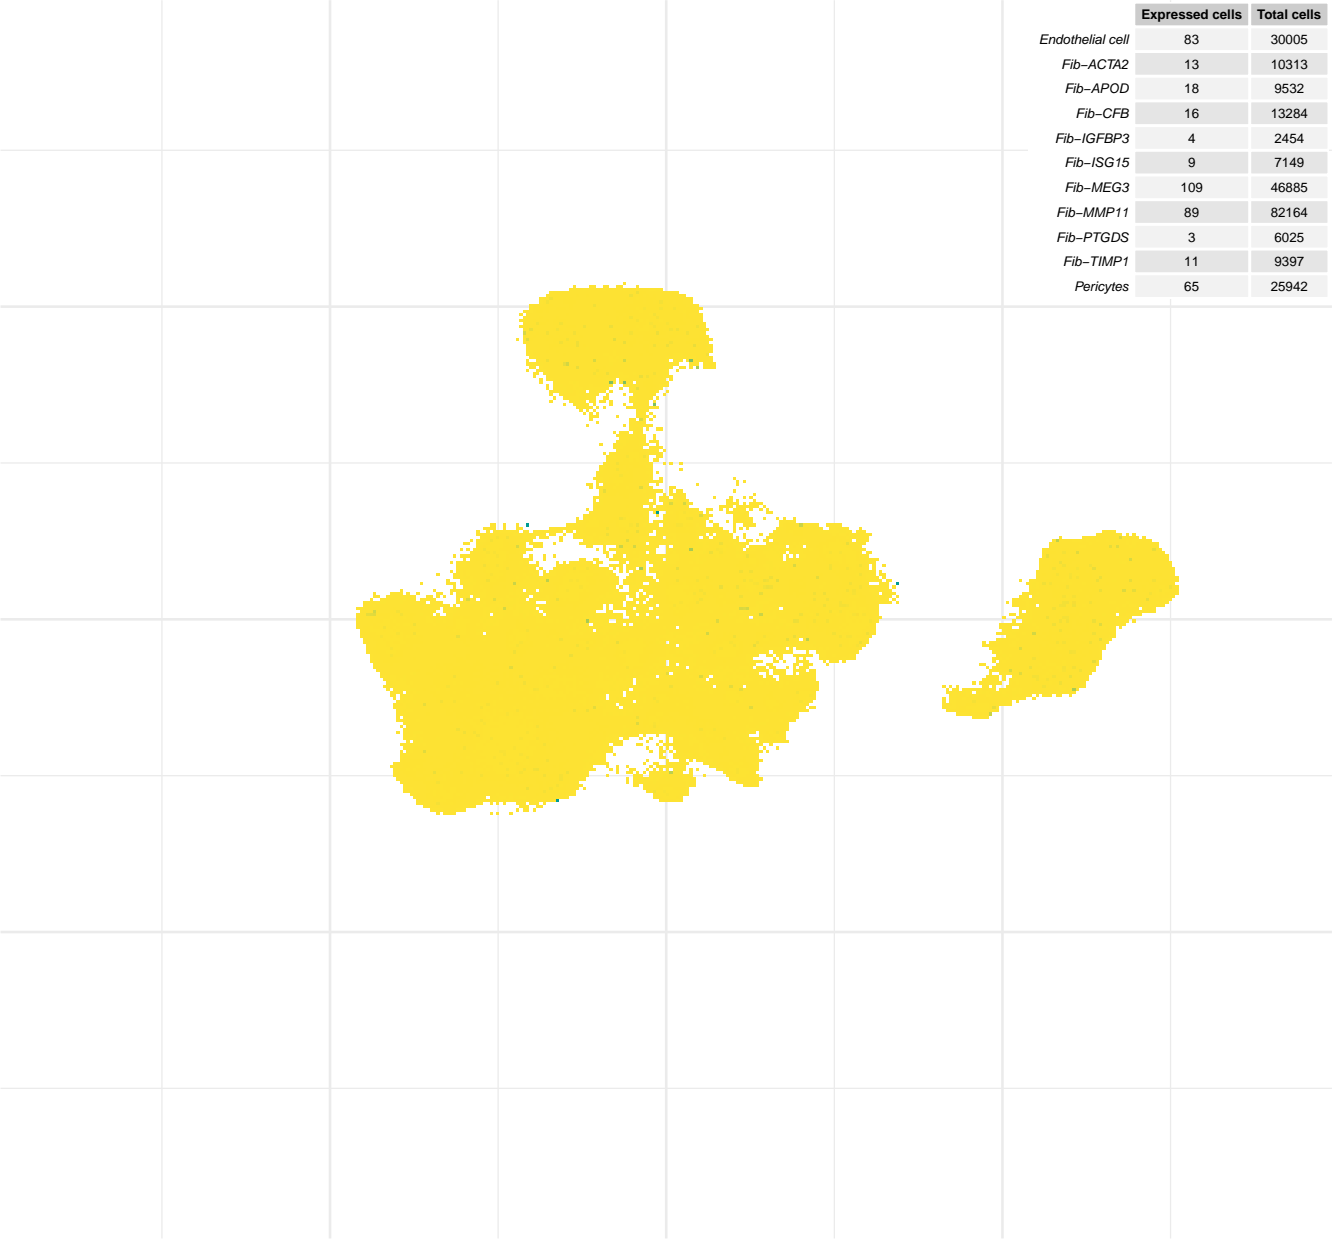 Expressed cells Total cells
Endothelial cell 83 30005
Fib−ACTA2 13 10313
Fib−APOD 18 9532
Fib−CFB 16 13284
Fib−IGFBP3 4 2454
Fib−ISG15 9 7149
Fib−MEG3 109 46885
Fib−MMP11 89 82164
Fib−PTGDS 3 6025
Fib−TIMP1 11 9397
Pericytes 65 25942